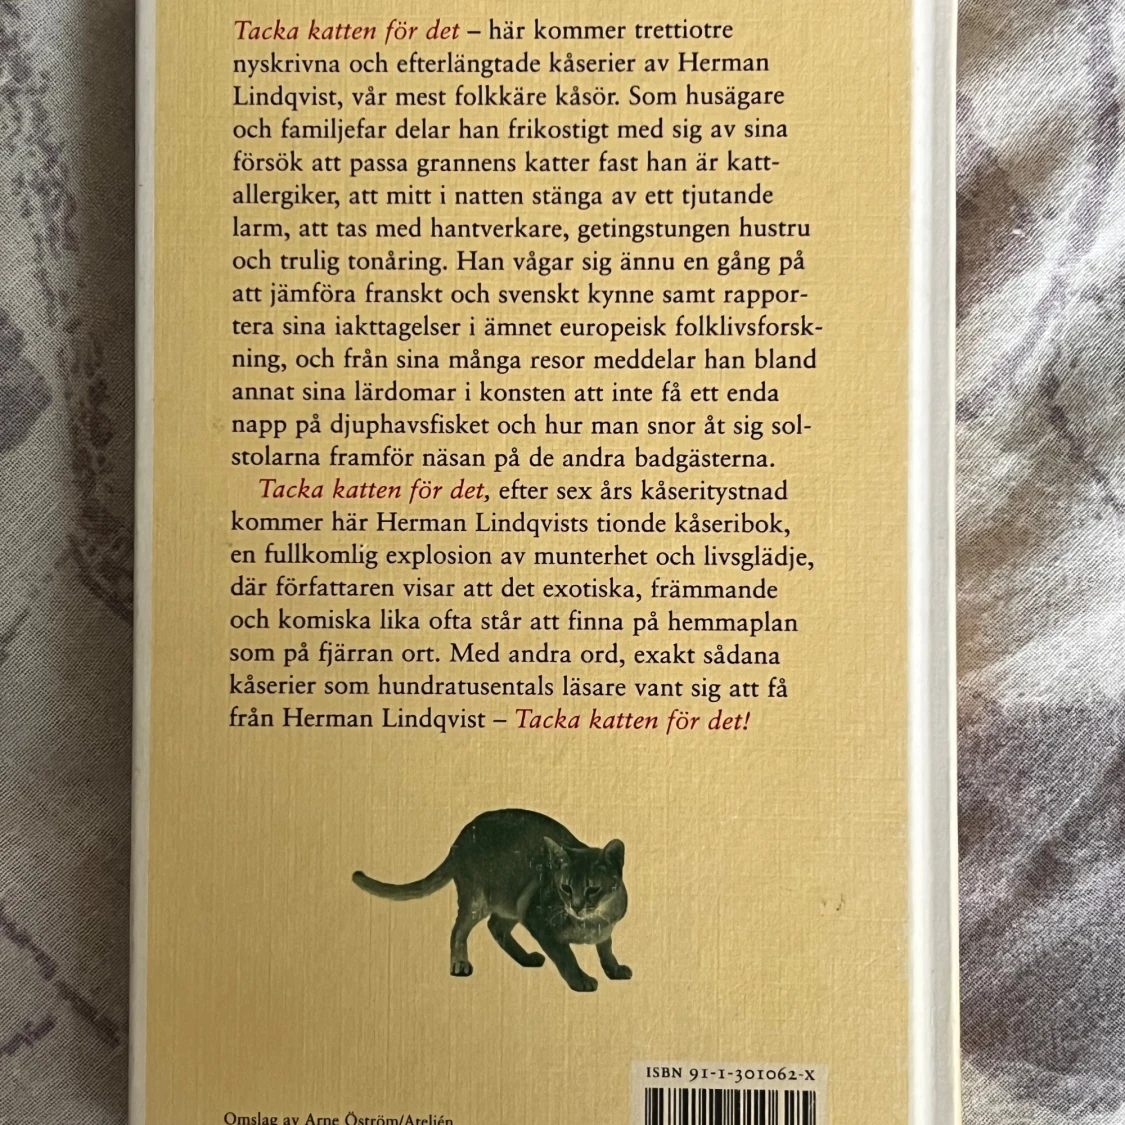 Tacka katten för det – här kommer trettiotre
nyskrivna och efterlängtade kåserier av Herman
Lindqvist, vår mest folkkäre kåsör. Som husägare
och familjefar delar han frikostigt med sig av sina
försök att passa grannens katter fast han är katt-
allergiker, att mitt i natten stänga av ett tjutande
larm, att tas med hantverkare, getingstungen hustru
och trulig tonåring. Han vågar sig ännu en gång på
att jämföra franskt och svenskt kynne samt rappor-
tera sina iakttagelser i ämnet europeisk folklivsforsk-
ning, och från sina många resor meddelar han bland
annat sina lärdomar i konsten att inte få ett enda
napp på djuphavsfisket och hur man snor åt sig sol-
stolarna framför näsan på de andra badgästerna.
Tacka katten för det, efter sex års kåseritystnad
kommer här Herman Lindqvists tionde kåseribok,
en fullkomlig explosion av munterhet och livsglädje,
där författaren visar att det exotiska, främmande
och komiska lika ofta står att finna på hemmaplan
som på fjärran ort. Med andra ord, exakt sådana
kåserier som hundratusentals läsare vant sig att få
från Herman Lindqvist – Tacka katten för det!
ISBN 91-1-301062-X
Omslag av Arne Öström/Ateljén